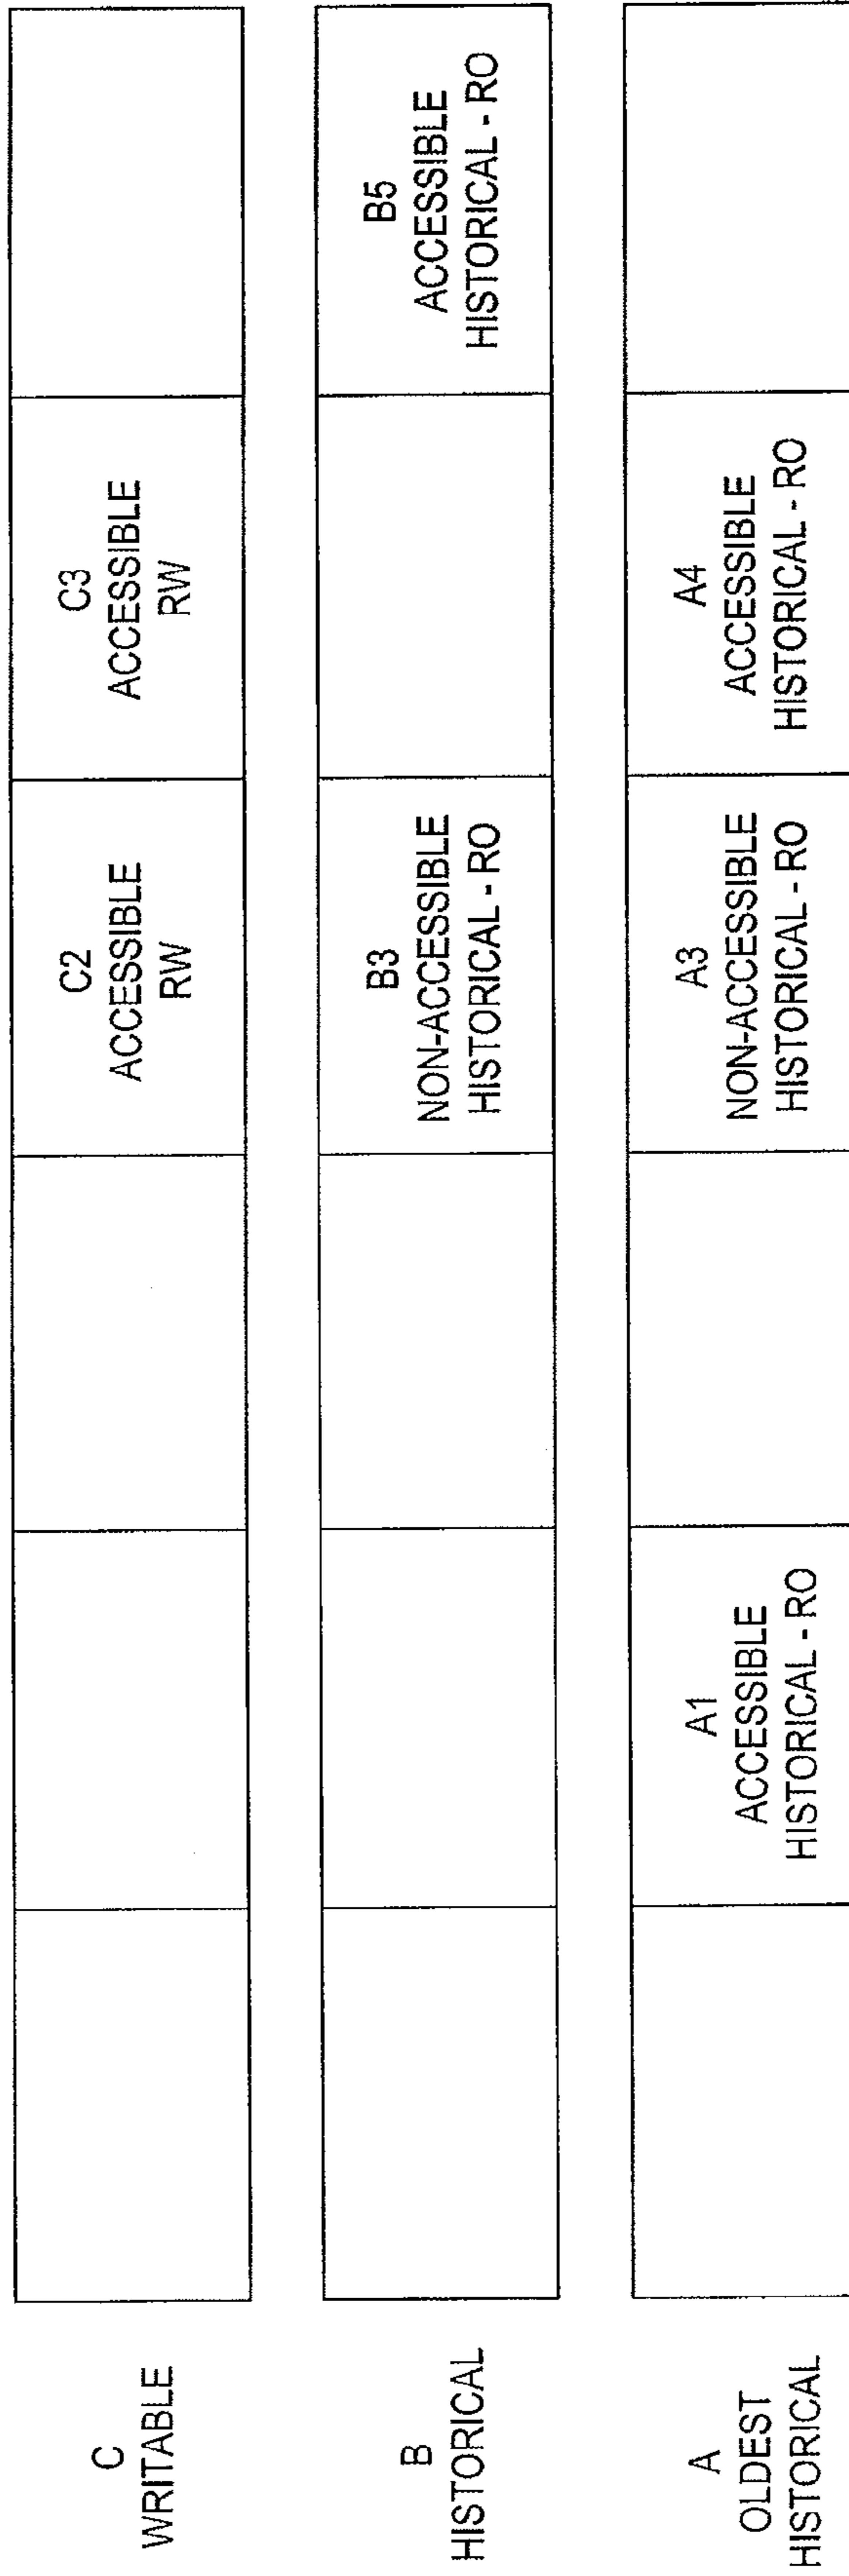 C
WRITABLE
C2
ACCESSIBLE
RW
C3
ACCESSIBLE
RW
B
HISTORICAL
B3
NON-ACCESSIBLE
HISTORICAL - RO
B5
ACCESSIBLE
HISTORICAL - RO
A
OLDEST
HISTORICAL
A1
ACCESSIBLE
HISTORICAL - RO
A3
NON-ACCESSIBLE
HISTORICAL - RO
A4
ACCESSIBLE
HISTORICAL - RO